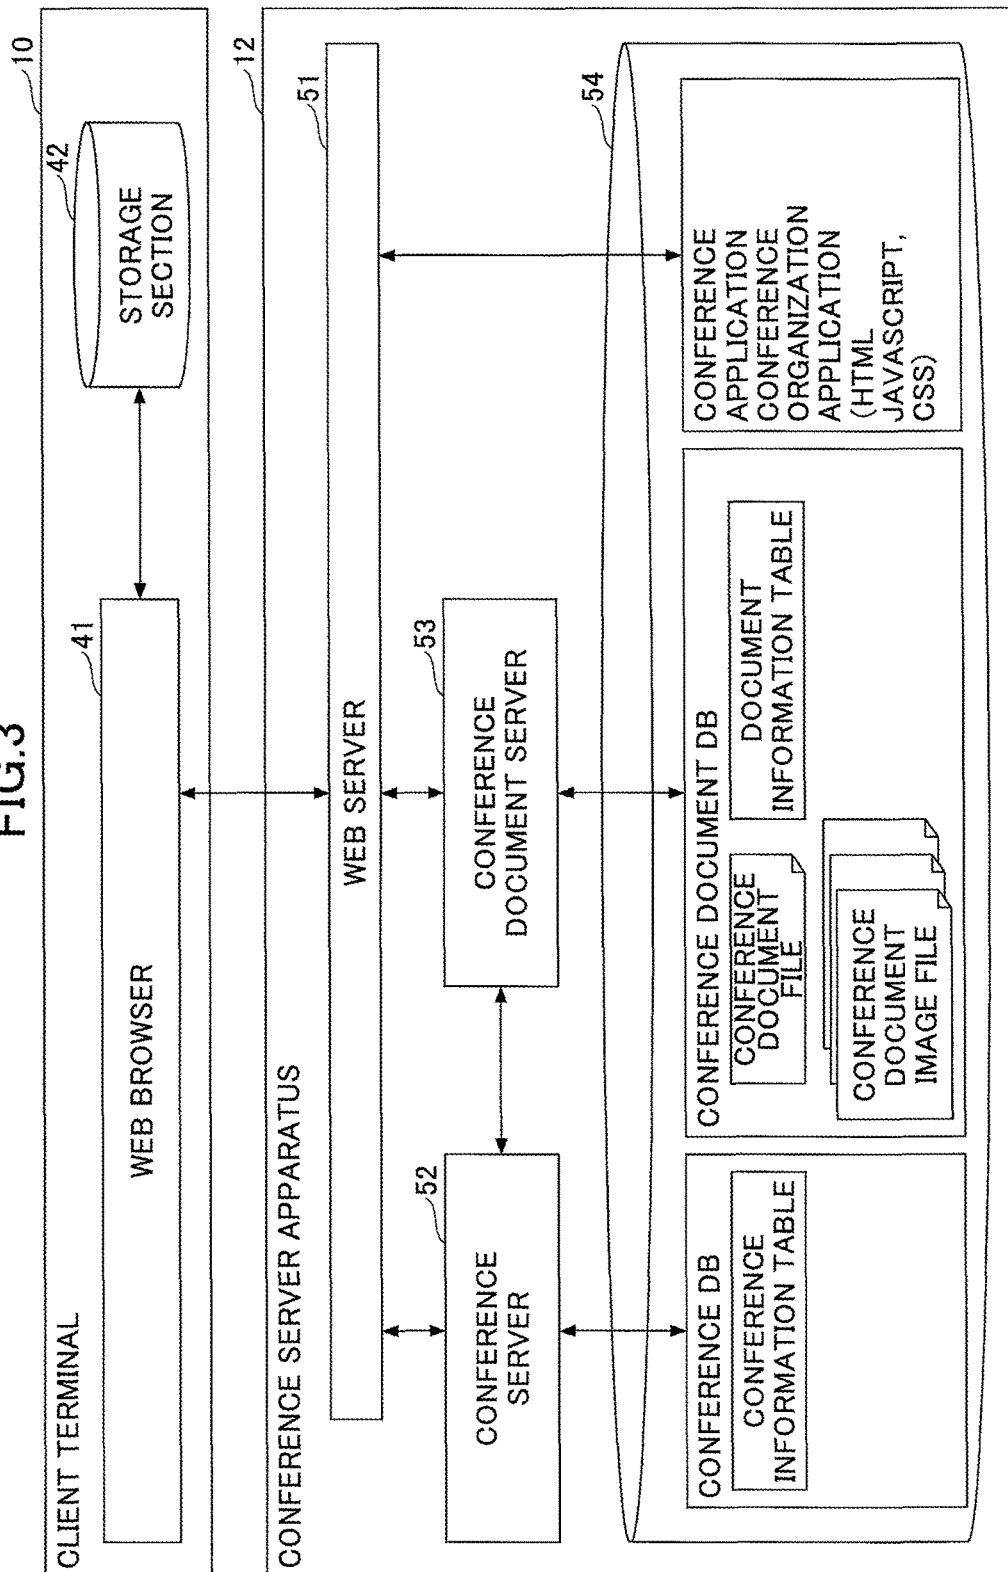 FIG.3
CLIENT TERMINAL
10
41
WEB BROWSER
42
STORAGE
SECTION
CONFERENCE SERVER APPARATUS
12
51
WEB SERVER
52
CONFERENCE
SERVER
53
CONFERENCE
DOCUMENT SERVER
54
CONFERENCE DB
CONFERENCE
INFORMATION TABLE
CONFERENCE DOCUMENT DB
CONFERENCE
DOCUMENT
FILE
DOCUMENT
INFORMATION TABLE
CONFERENCE
DOCUMENT
IMAGE FILE
CONFERENCE
APPLICATION
CONFERENCE
ORGANIZATION
APPLICATION
(HTML
JAVASCRIPT,
CSS)